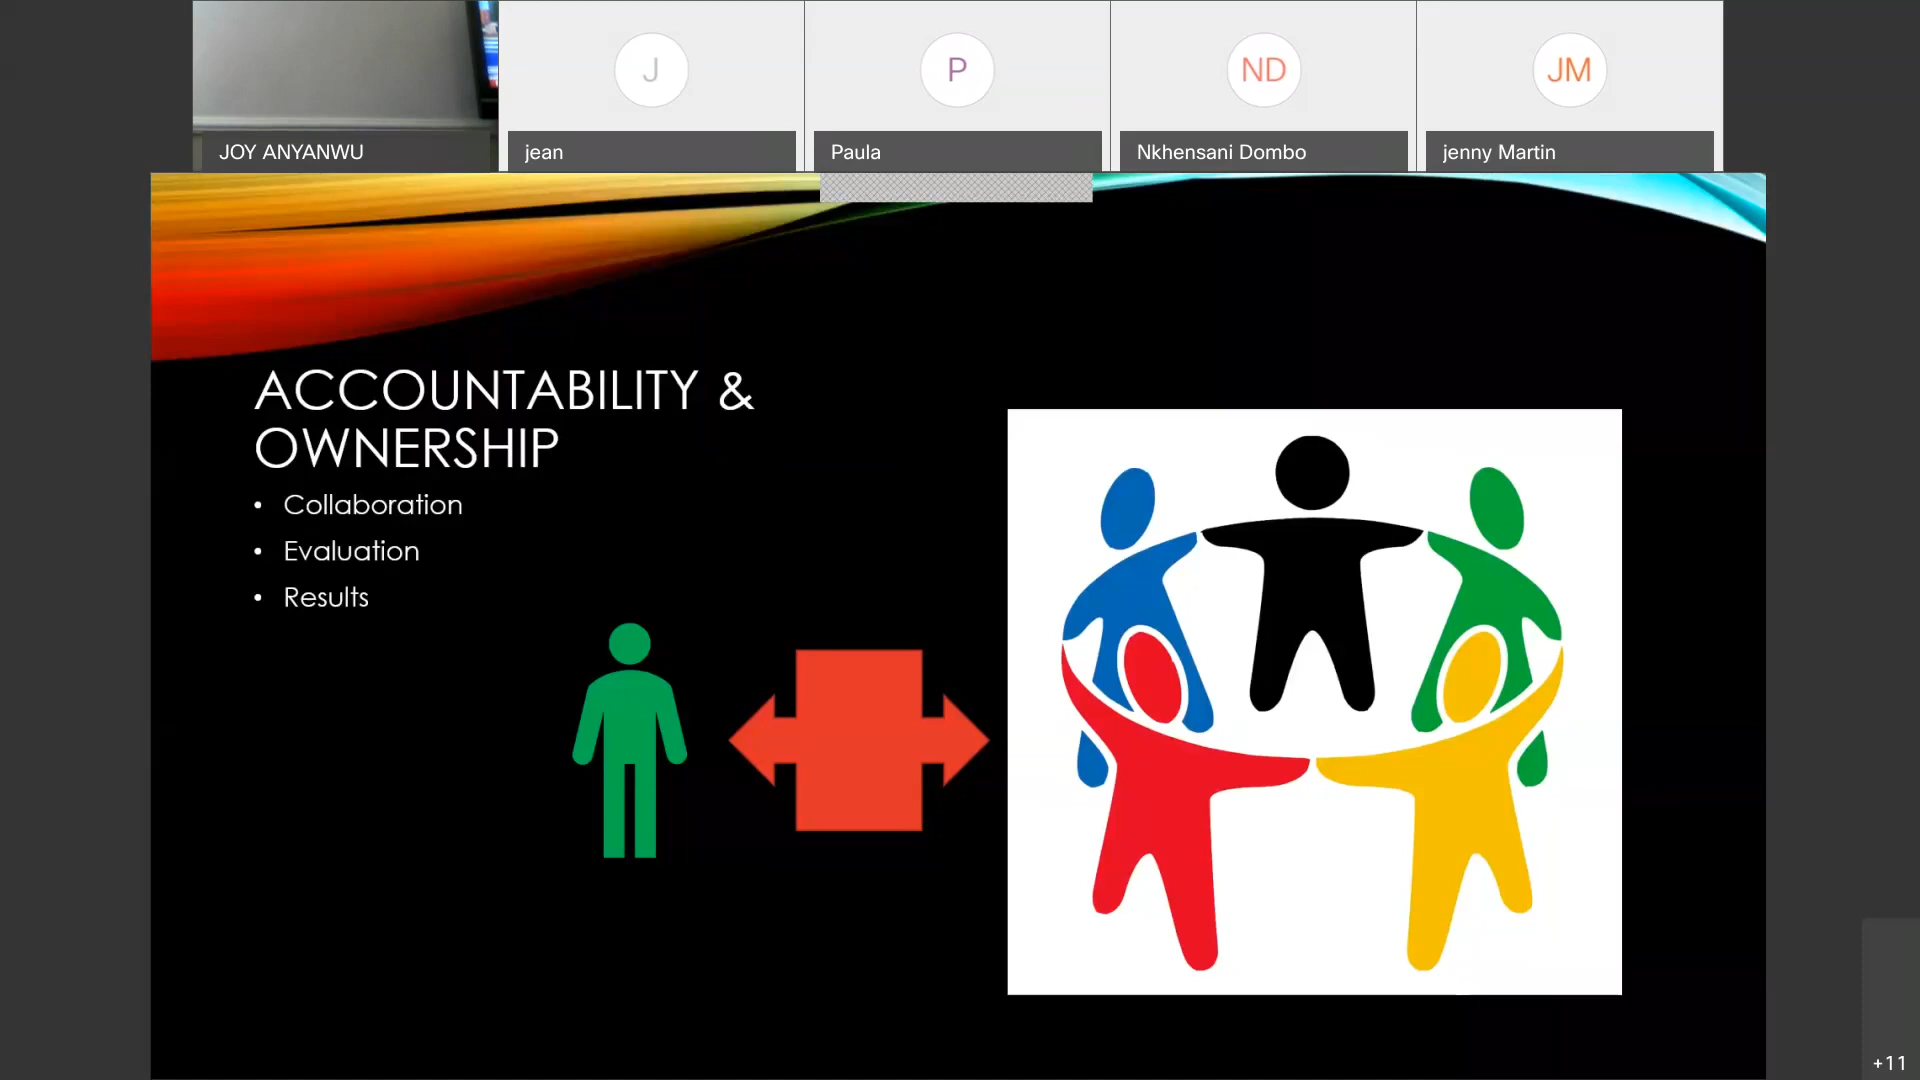 J
P
ND
JM
JOY ANYANWU
jean
Paula
Nkhensani Dombo
jenny Martin
ACCOUNTABILITY &
OWNERSHIP
• Collaboration
• Evaluation
• Results
+11